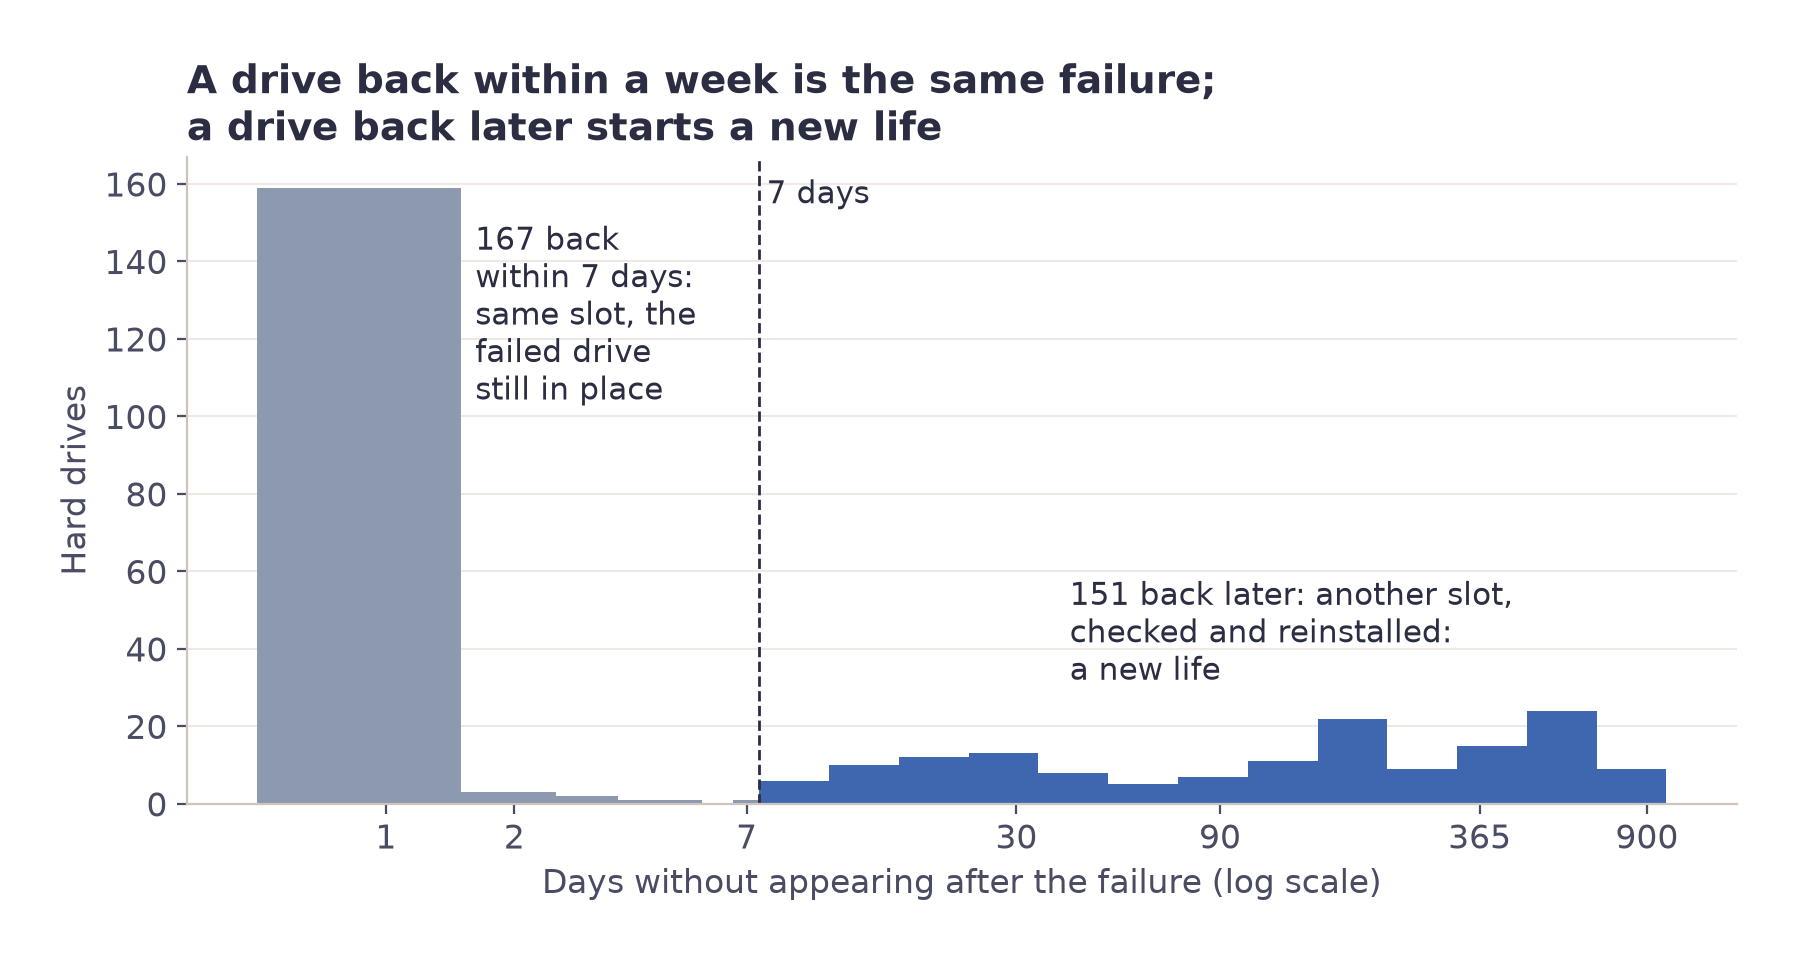 A drive back within a week is the same failure;
a drive back later starts a new life
160
140
120
100
80
60
40
20
0
Hard drives
7 days
167 back
within 7 days:
same slot, the
failed drive
still in place
151 back later: another slot,
checked and reinstalled:
a new life
1
2
7
30
90
365
900
Days without appearing after the failure (log scale)